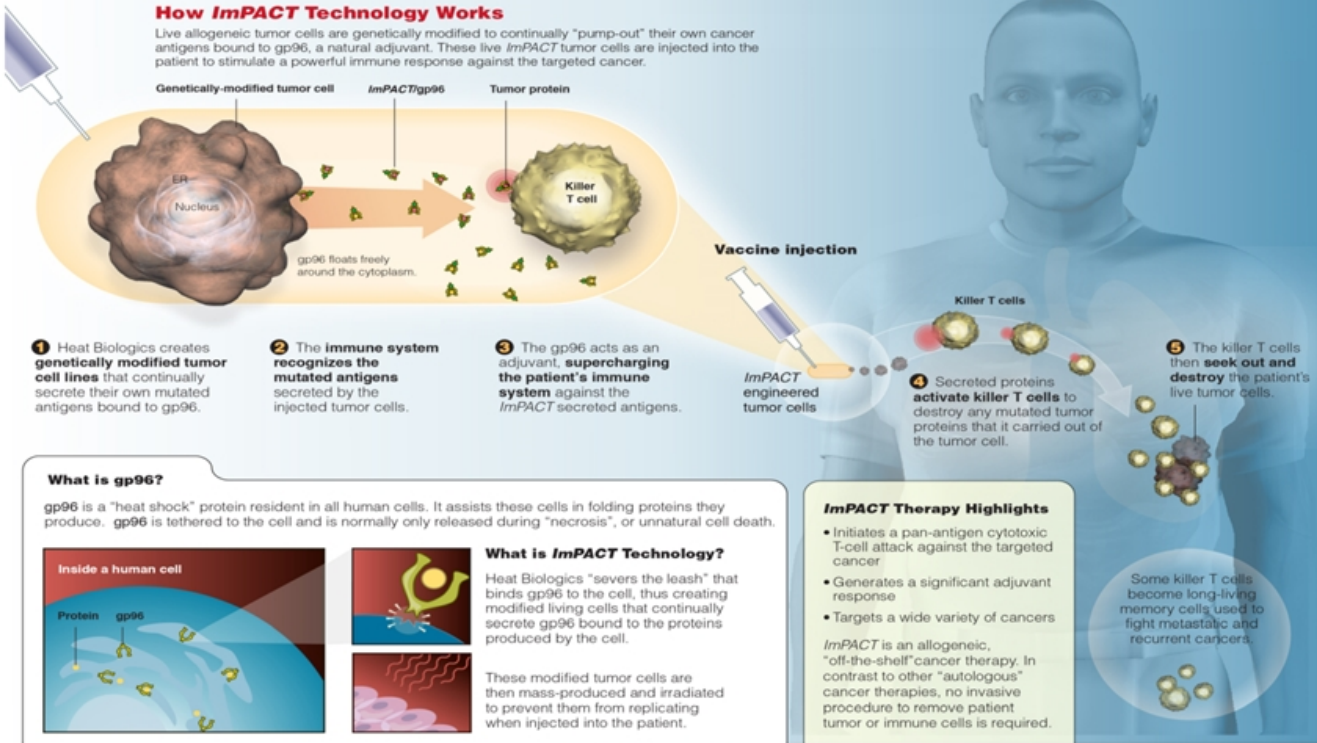 How ImPACT Technology Works
Live allogeneic tumor cells are genetically modified to continually “pump-out” their own cancer
antigens bound to gp96, a natural adjuvant. These live ImPACT tumor cells are injected into the
patient to stimulate a powerful immune response against the targeted cancer.
Genetically-modified tumor cell
ImPACT/gp96
Tumor protein
ER
Nucleus
Killer
T cell
gp96 floats freely
around the cytoplasm.
Vaccine injection
ImPACT
engineered
tumor cells
Killer T cells
1 Heat Biologics creates
genetically modified tumor
cell lines that continually
secrete their own mutated
antigens bound to gp96.
2 The immune system
recognizes the
mutated antigens
secreted by the
injected tumor cells.
3 The gp96 acts as an
adjuvant, supercharging
the patient's immune
system against the
ImPACT secreted antigens.
4 Secreted proteins
activate killer T cells to
destroy any mutated tumor
proteins that it carried out of
the tumor cell.
5 The killer T cells
then seek out and
destroy the patient's
live tumor cells.
What is gp96?
gp96 is a “heat shock” protein resident in all human cells. It assists these cells in folding proteins they
produce. gp96 is tethered to the cell and is normally only released during “necrosis”, or unnatural cell death.
Inside a human cell
Protein
gp96
What is ImPACT Technology?
Heat Biologics “severs the leash” that
binds gp96 to the cell, thus creating
modified living cells that continually
secrete gp96 bound to the proteins
produced by the cell.
These modified tumor cells are
then mass-produced and irradiated
to prevent them from replicating
when injected into the patient.
ImPACT Therapy Highlights
• Initiates a pan-antigen cytotoxic
T-cell attack against the targeted
cancer
• Generates a significant adjuvant
response
• Targets a wide variety of cancers
ImPACT is an allogeneic,
“off-the-shelf”cancer therapy. In
contrast to other “autologous”
cancer therapies, no invasive
procedure to remove patient
tumor or immune cells is required.
Some killer T cells
become long-living
memory cells used to
fight metastatic and
recurrent cancers.